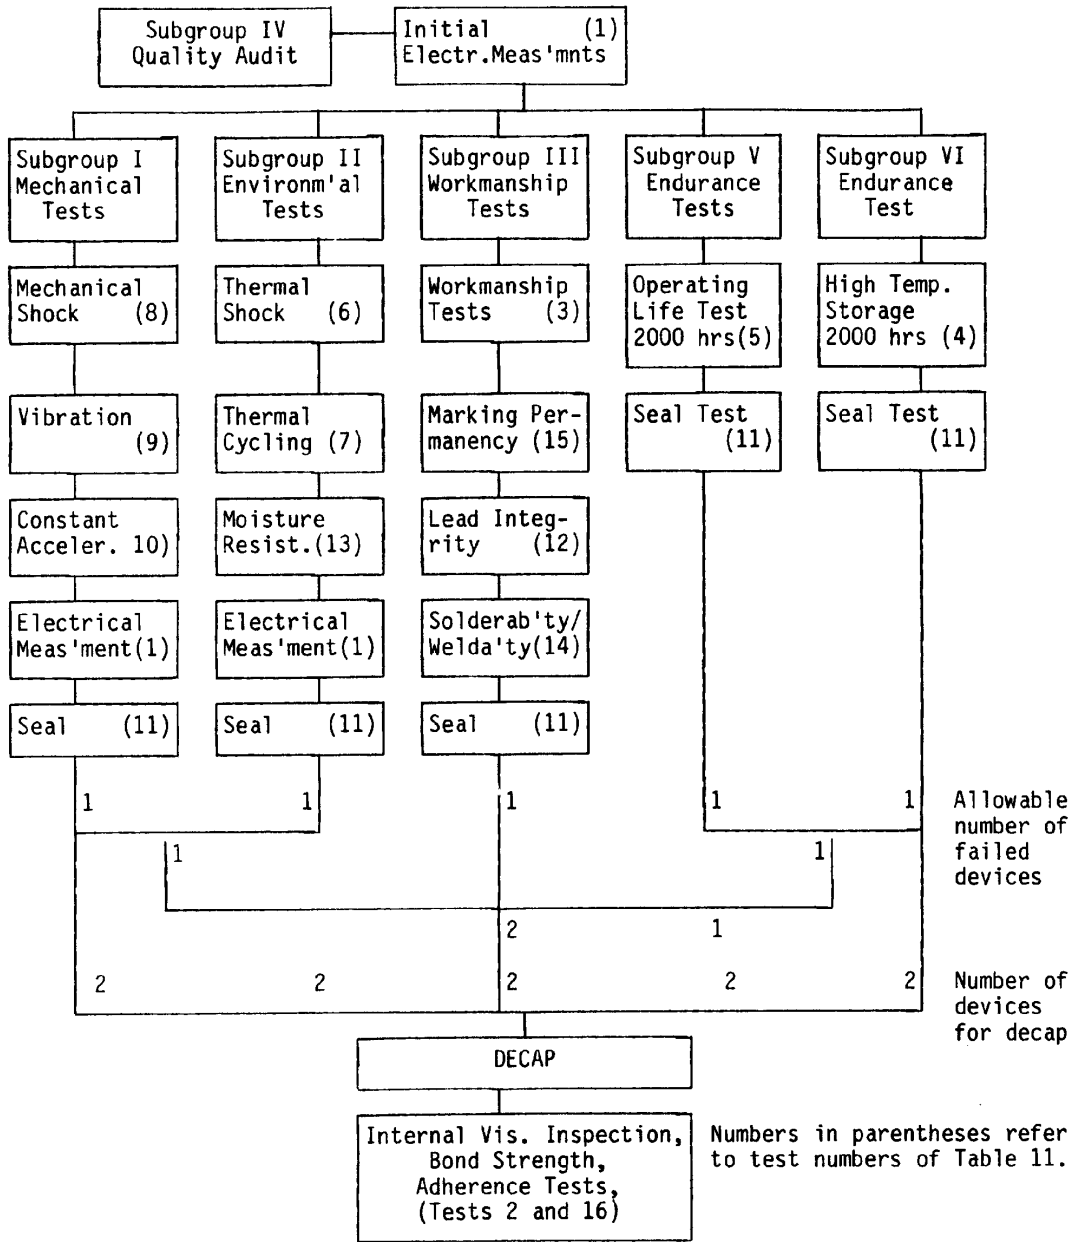 Subgroup IV
Quality Audit
Initial (1)
Electr.Meas'mnts
Subgroup I
Mechanical
Tests
Subgroup II
Environm'al
Tests
Subgroup III
Workmanship
Tests
Subgroup V
Endurance
Tests
Subgroup VI
Endurance
Test
Mechanical
Shock (8)
Thermal
Shock (6)
Workmanship
Tests (3)
Operating
Life Test
2000 hrs(5)
High Temp.
Storage
2000 hrs (4)
Vibration
(9)
Thermal
Cycling (7)
Marking Per-
manency (15)
Seal Test
(11)
Seal Test
(11)
Constant
Acceler. 10)
Moisture
Resist.(13)
Lead Integ-
rity (12)
Electrical
Meas'ment(1)
Electrical
Meas'ment(1)
Solderab'ty/
Welda'ty(14)
Seal (11)
Seal (11)
Seal (11)
1 1 1 1 1
Allowable
number of
failed
devices
1 1
2 1
2 2 2 2 2
Number of
devices
for decap
DECAP
Internal Vis. Inspection,
Bond Strength,
Adherence Tests,
(Tests 2 and 16)
Numbers in parentheses refer
to test numbers of Table 11.